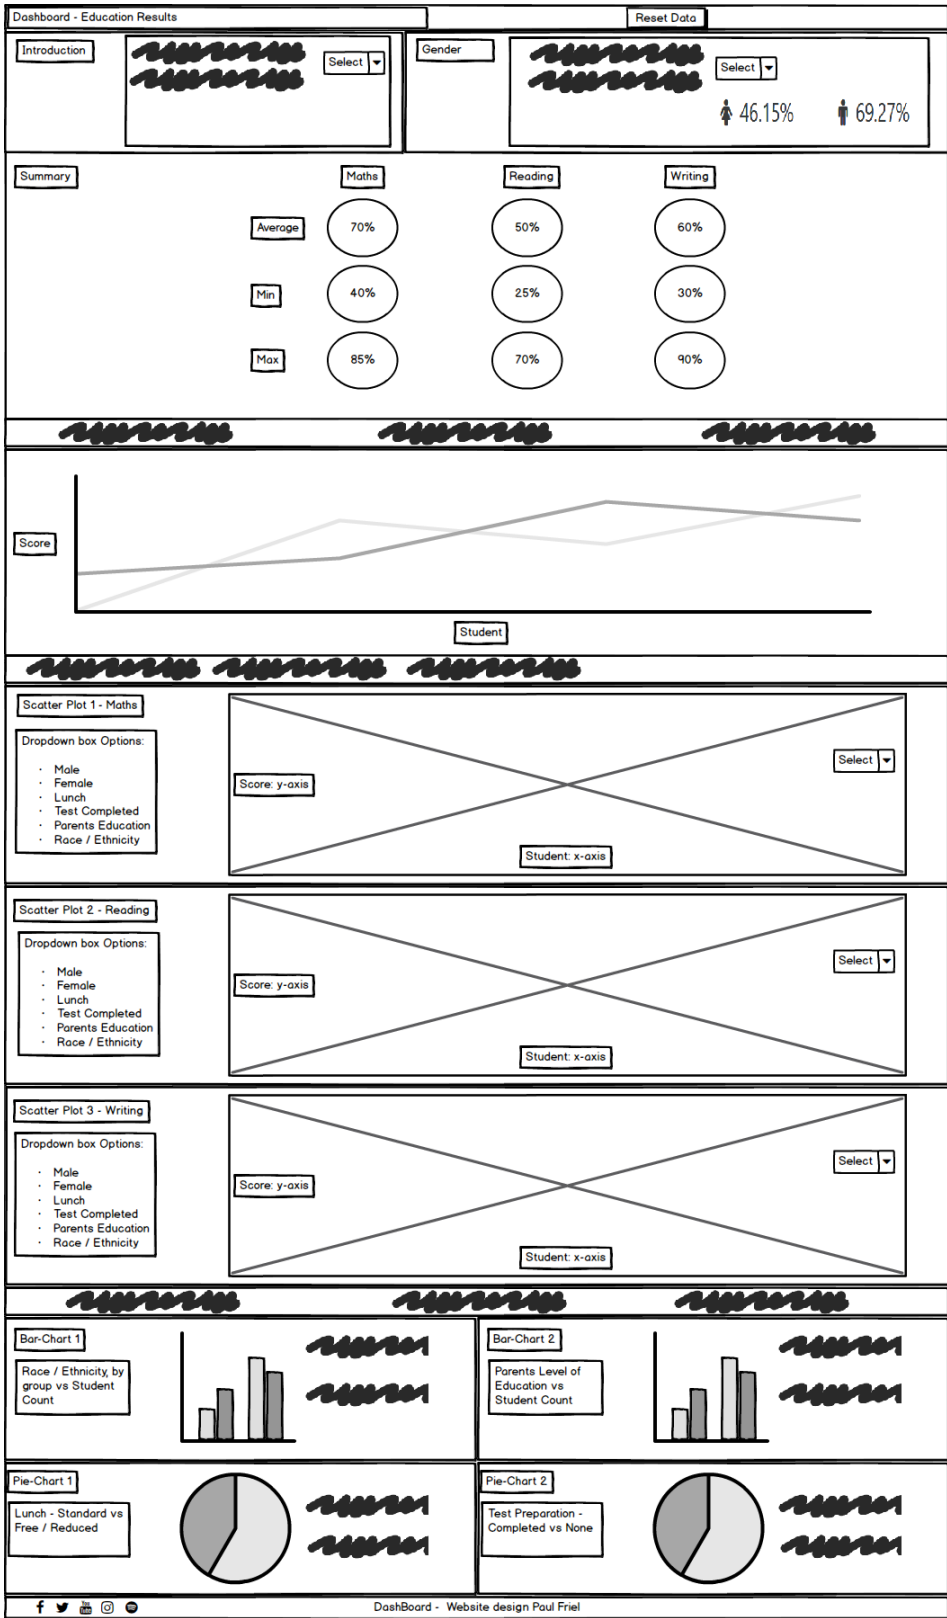 Dashboard - Education Results
Reset Data
Introduction
Select
Gender
Select
46.15%
69.27%
Summary
Maths
Reading
Writing
Average
70%
50%
60%
Min
40%
25%
30%
Max
85%
70%
90%
Score
Student
Scatter Plot 1 - Maths
Dropdown box Options:
· Male
· Female
· Lunch
· Test Completed
· Parents Education
· Race / Ethnicity
Select
Score: y-axis
Student: x-axis
Scatter Plot 2 - Reading
Dropdown box Options:
· Male
· Female
· Lunch
· Test Completed
· Parents Education
· Race / Ethnicity
Select
Score: y-axis
Student: x-axis
Scatter Plot 3 - Writing
Dropdown box Options:
· Male
· Female
· Lunch
· Test Completed
· Parents Education
· Race / Ethnicity
Select
Score: y-axis
Student: x-axis
Bar-Chart 1
Race / Ethnicity, by
group vs Student
Count
Bar-Chart 2
Parents Level of
Education vs
Student Count
Pie-Chart 1
Lunch - Standard vs
Free / Reduced
Pie-Chart 2
Test Preparation -
Completed vs None
You
Tube
DashBoard - Website design Paul Friel